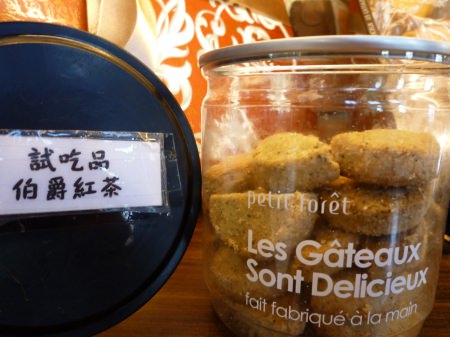 試吃品
伯爵紅茶
petit forêt
Les Gâteaux
Sont Delicieux
fait fabriqué à la main